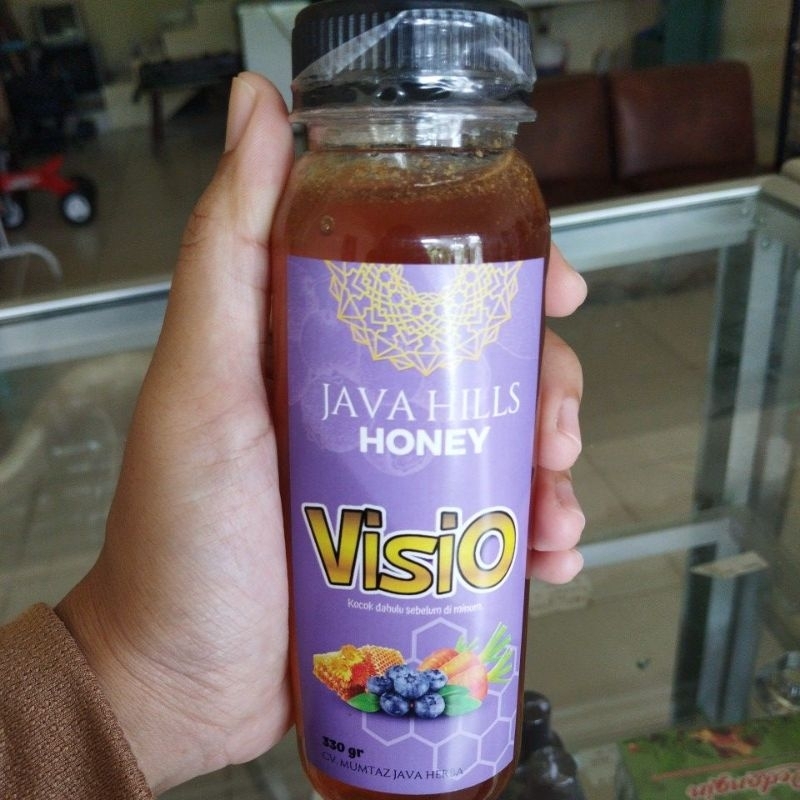 JAVA HILLS
HONEY
VisiO
Kocok dahulu sebelum di minum.
330 gr
CV. MUMTAZ JAVA HERBA